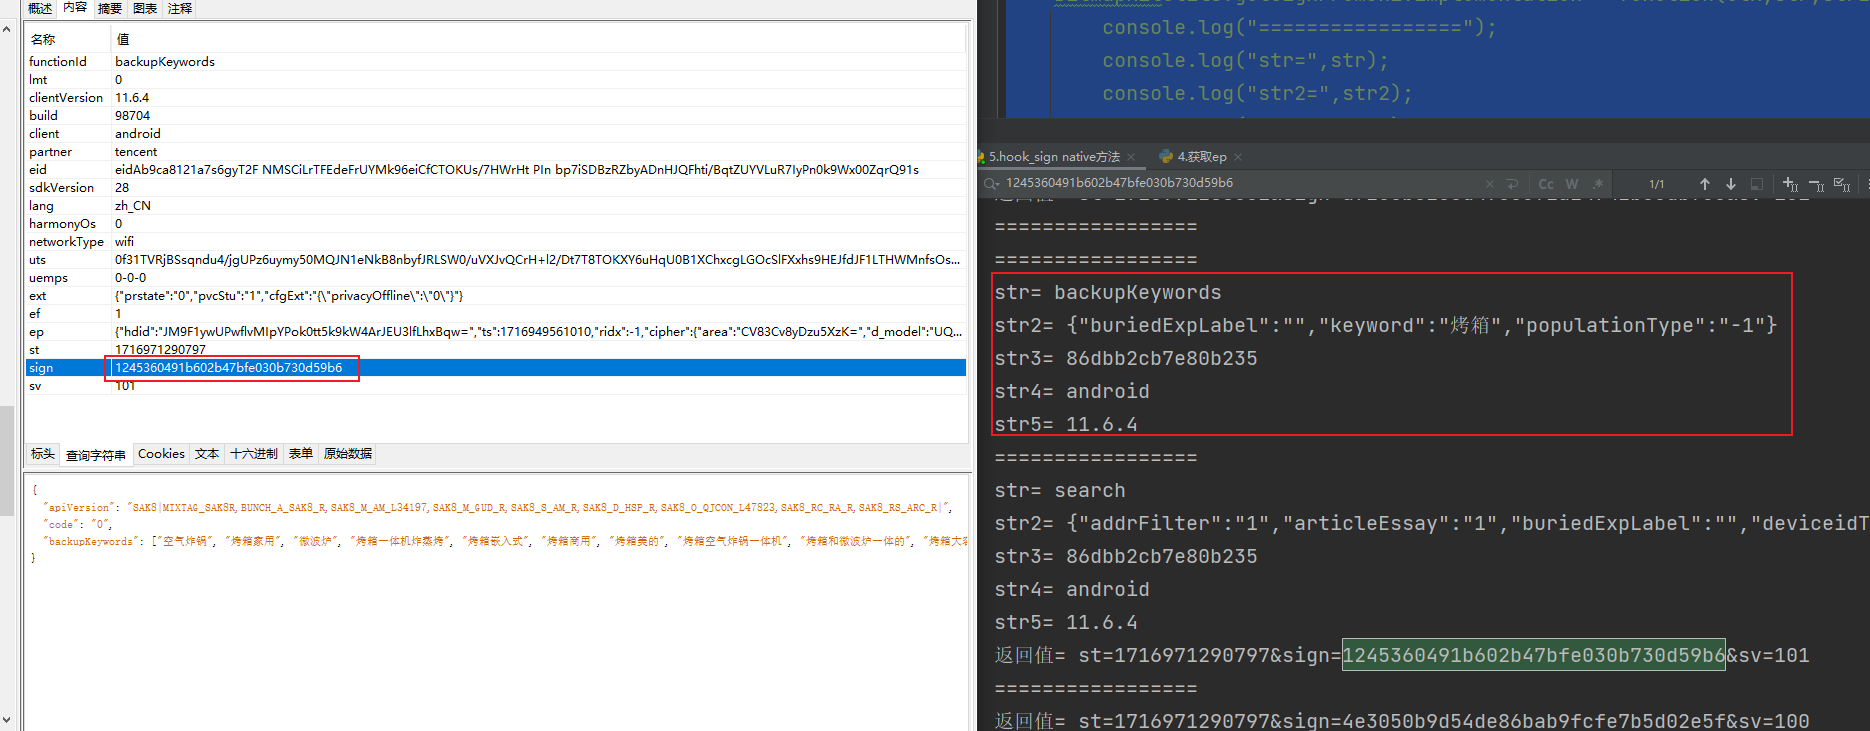 概述 内容 摘要 图表 注释
名称 值
functionId backupKeywords
lmt 0
clientVersion 11.6.4
build 98704
client android
partner tencent
eid eidAb9ca8121a7s6gyT2F NMSCiLrTFEdeFrUYMk96eiCfCTOKUs/7HWrHt PIn bp7iSDBzRZbyADnHJQFhti/BqtZUYVLuR7IyPn0k9Wx00ZqrQ91s
sdkVersion 28
lang zh_CN
harmonyOs 0
networkType wifi
uts 0f31TVRjBSsqndu4/jgUPz6uymy50MQJN1eNkB8nbyfJRLSW0/uVXJvQCrH+l2/Dt7T8TOKXY6uHqU0B1XChxcgLGOcSlFXxhs9HEJfdJF1LTHWMnfsOs...
uemps 0-0-0
ext {"prstate":"0","pvcStu":"1","cfgExt":"{\"privacyOffline\":\"0\"}"}
ef 1
ep {"hdid":"JM9F1ywUPwflvMIpYPok0tt5k9kW4ArJEU3lfLhxBqw=","ts":1716949561010,"ridx":-1,"cipher":{"area":"CV83Cv8yDzu5XzK=","d_model":"UQ...
st 1716971290797
sign 1245360491b602b47bfe030b730d59b6
sv 101
标头 查询字符串 Cookies 文本 十六进制 表单 原始数据
{
"apiVersion": "SAK8|MIXTAG_SAK8R,BUNCH_A_SAK8_R,SAK8_M_AM_L34197,SAK8_M_GUD_R,SAK8_S_AM_R,SAK8_D_HSP_R,SAK8_O_QJCON_L47823,SAK8_RC_RA_R,SAK8_RS_ARC_R|",
"code": "0",
"backupKeywords": ["空气炸锅", "烤箱家用", "微波炉", "烤箱一体机炸蒸烤", "烤箱嵌入式", "烤箱商用", "烤箱美的", "烤箱空气炸锅一体机", "烤箱和微波炉一体的", "烤箱大容
}
console.log("=================");
console.log("str=",str);
console.log("str2=",str2);
5.hook_sign native方法 × 4.获取ep ×
1245360491b602b47bfe030b730d59b6 × Cc W .* 1/1
=================
=================
str= backupKeywords
str2= {"buriedExpLabel":"","keyword":"烤箱","populationType":"-1"}
str3= 86dbb2cb7e80b235
str4= android
str5= 11.6.4
=================
str= search
str2= {"addrFilter":"1","articleEssay":"1","buriedExpLabel":"","deviceidT
str3= 86dbb2cb7e80b235
str4= android
str5= 11.6.4
返回值= st=1716971290797&sign=1245360491b602b47bfe030b730d59b6&sv=101
=================
返回值= st=1716971290797&sign=4e3050b9d54de86bab9fcfe7b5d02e5f&sv=100